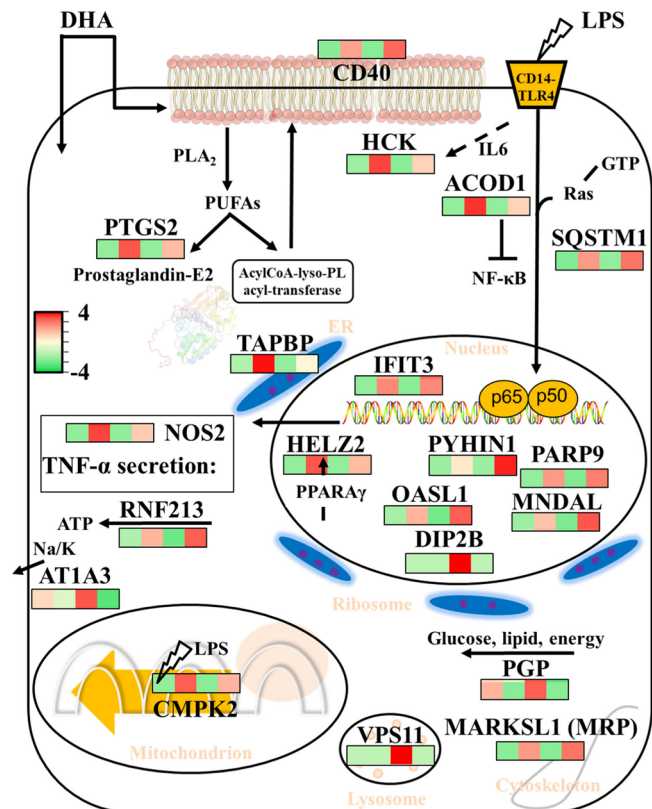 DHA
LPS
CD40
CD14-
TLR4
HCK
IL6
PLA2
ACOD1
GTP
Ras
PUFAs
PTGS2
SQSTM1
Prostaglandin-E2
AcylCoA-lyso-PL
acyl-transferase
NF-κB
4
-4
ER
TAPBP
Nucleus
IFIT3
p65
p50
NOS2
TNF-α secretion:
HELZ2
PYHIN1
PARP9
PPARAγ
OASL1
MNDAL
RNF213
ATP
DIP2B
Na/K
AT1A3
Ribosome
Glucose, lipid, energy
LPS
PGP
CMPK2
VPS11
MARKSL1 (MRP)
Mitochondrion
Cytoskeleton
Lysosome